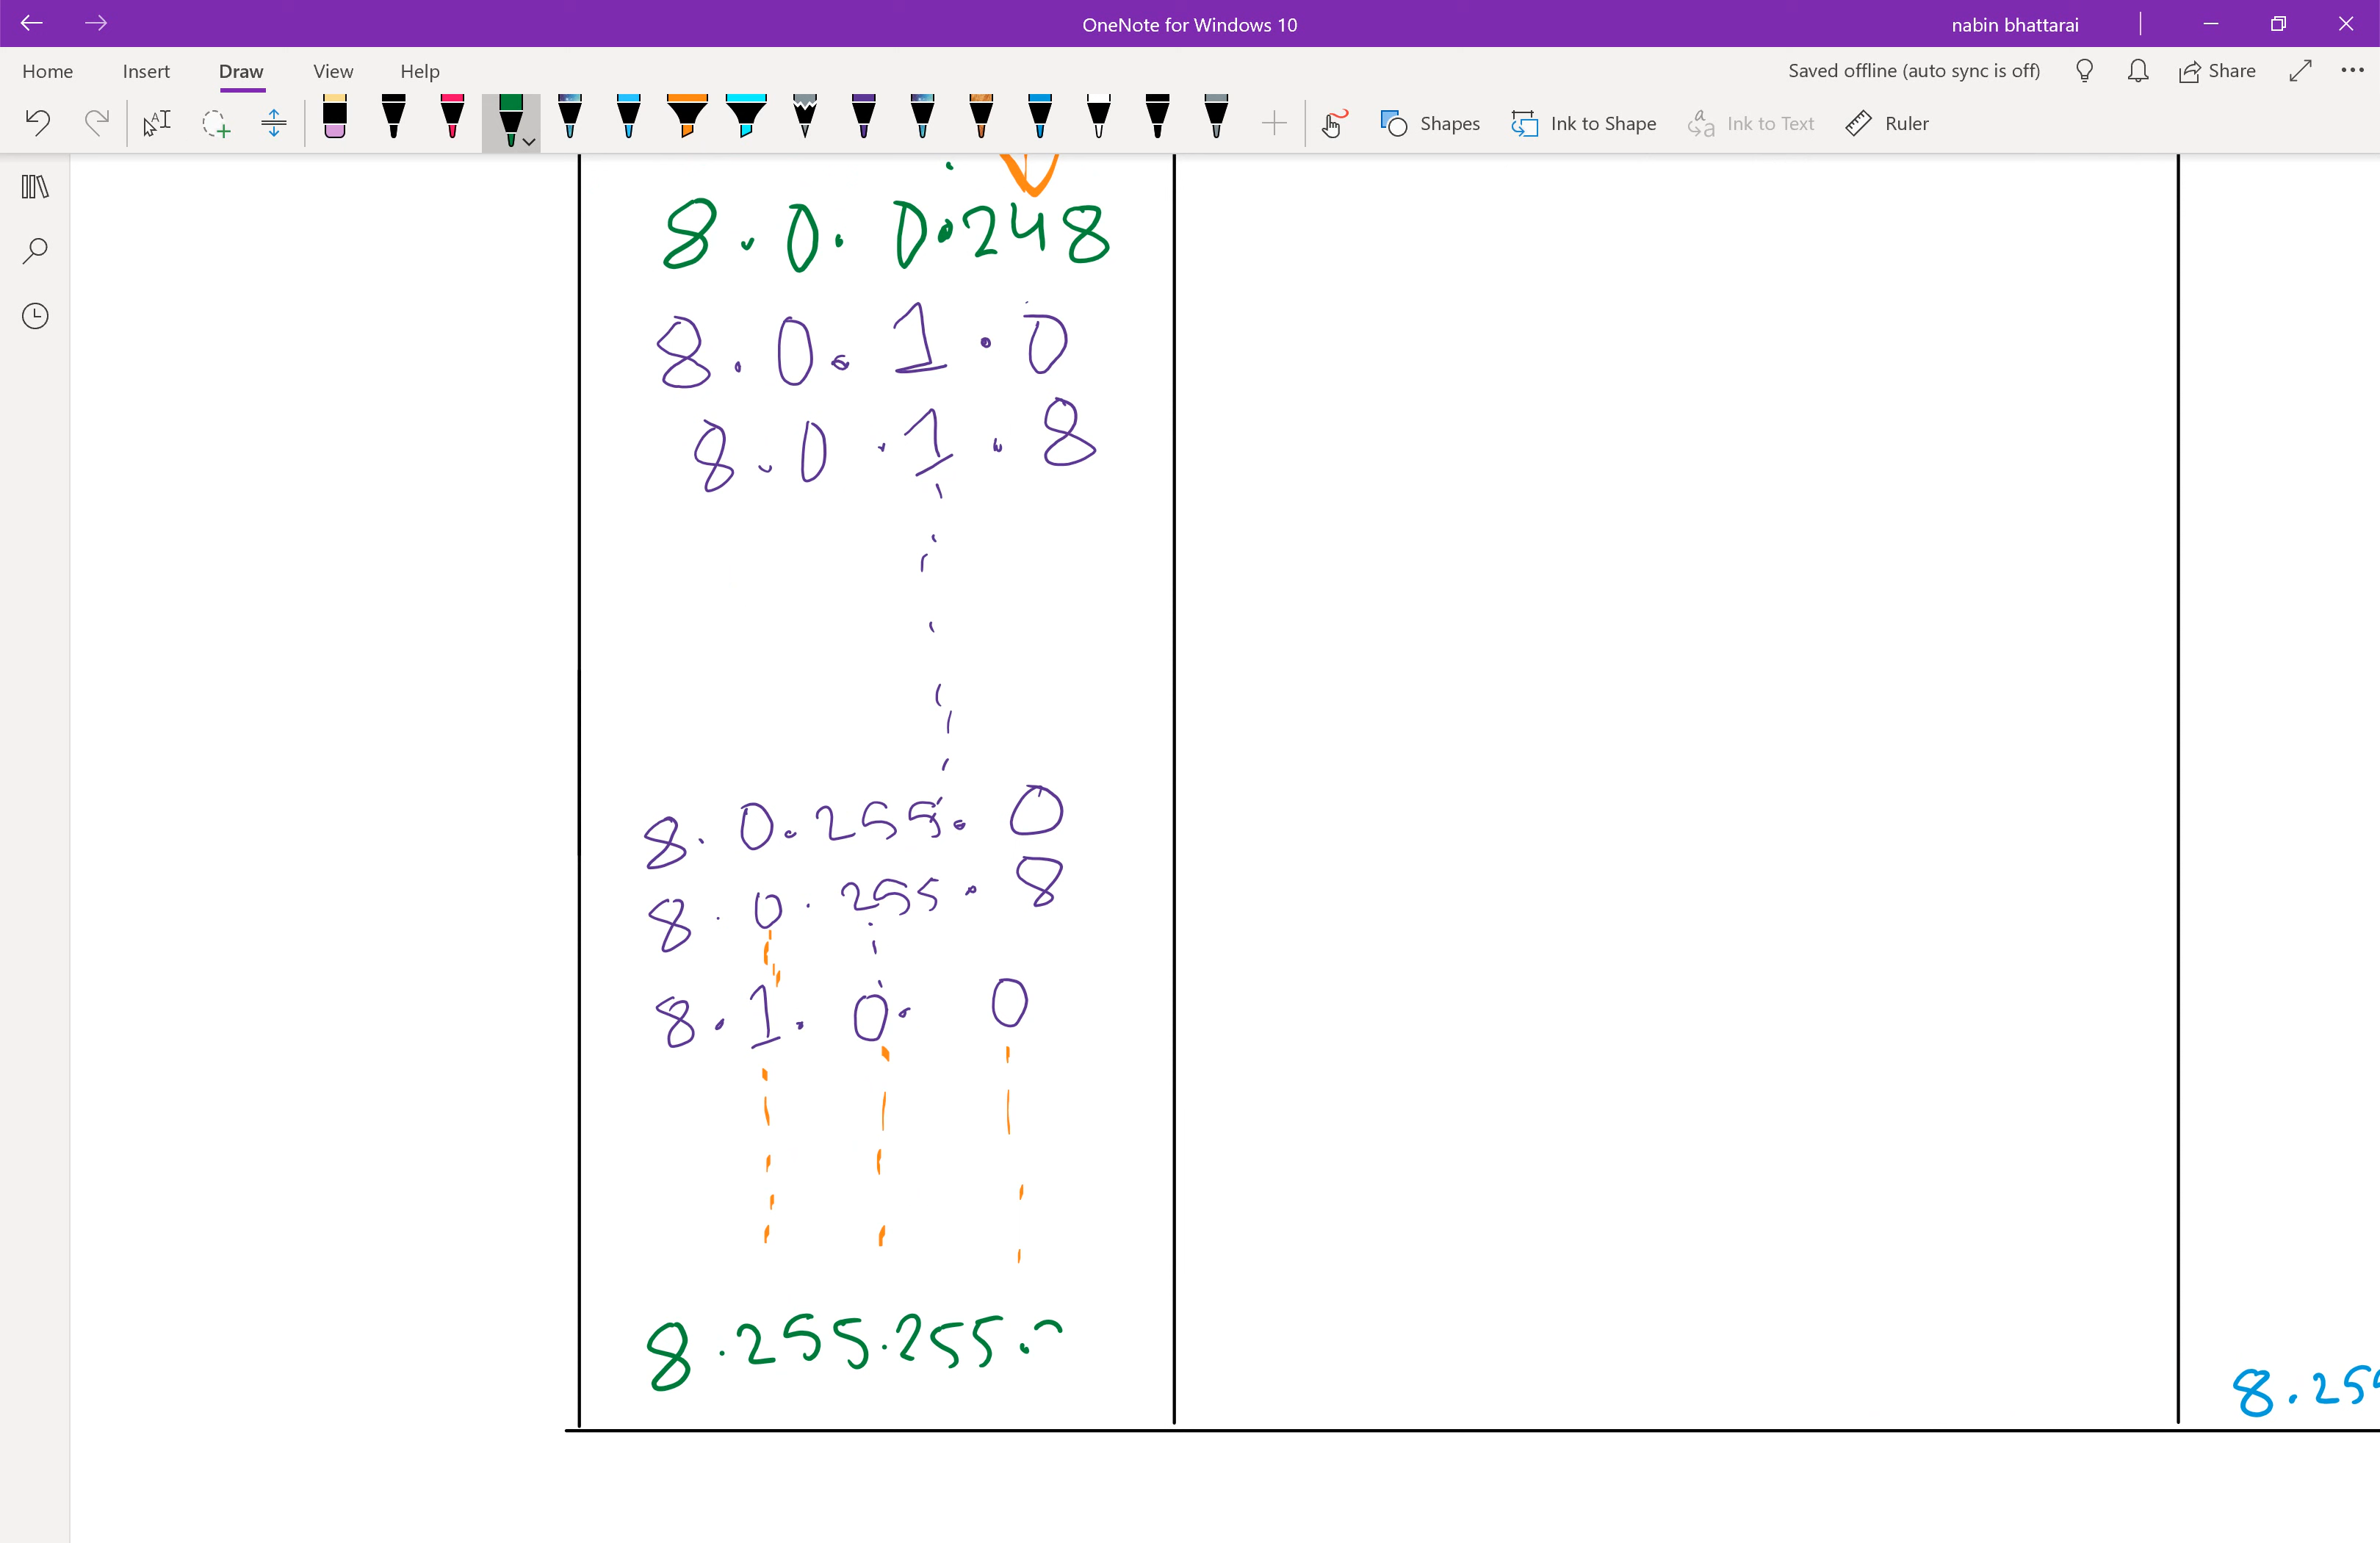 OneNote for Windows 10
nabin bhattarai
Home Insert Draw View Help
Saved offline (auto sync is off) Share
Shapes Ink to Shape Ink to Text Ruler
8.0.0.248
8.0.1.0
8.0.1.8
8.0.255.0
8.0.255.8
8.1.0.0
8.255.255.
8.255